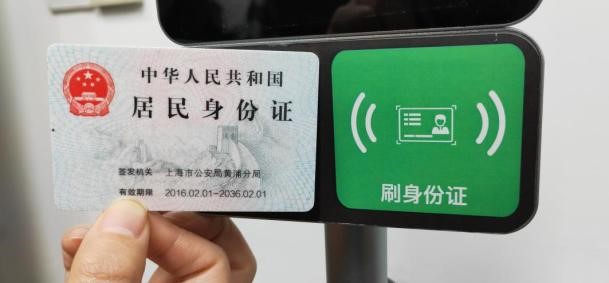 中华人民共和国
居民身份证
签发机关 上海市公安局黄浦分局
有效期限 2016.02.01-2036.02.01
刷身份证